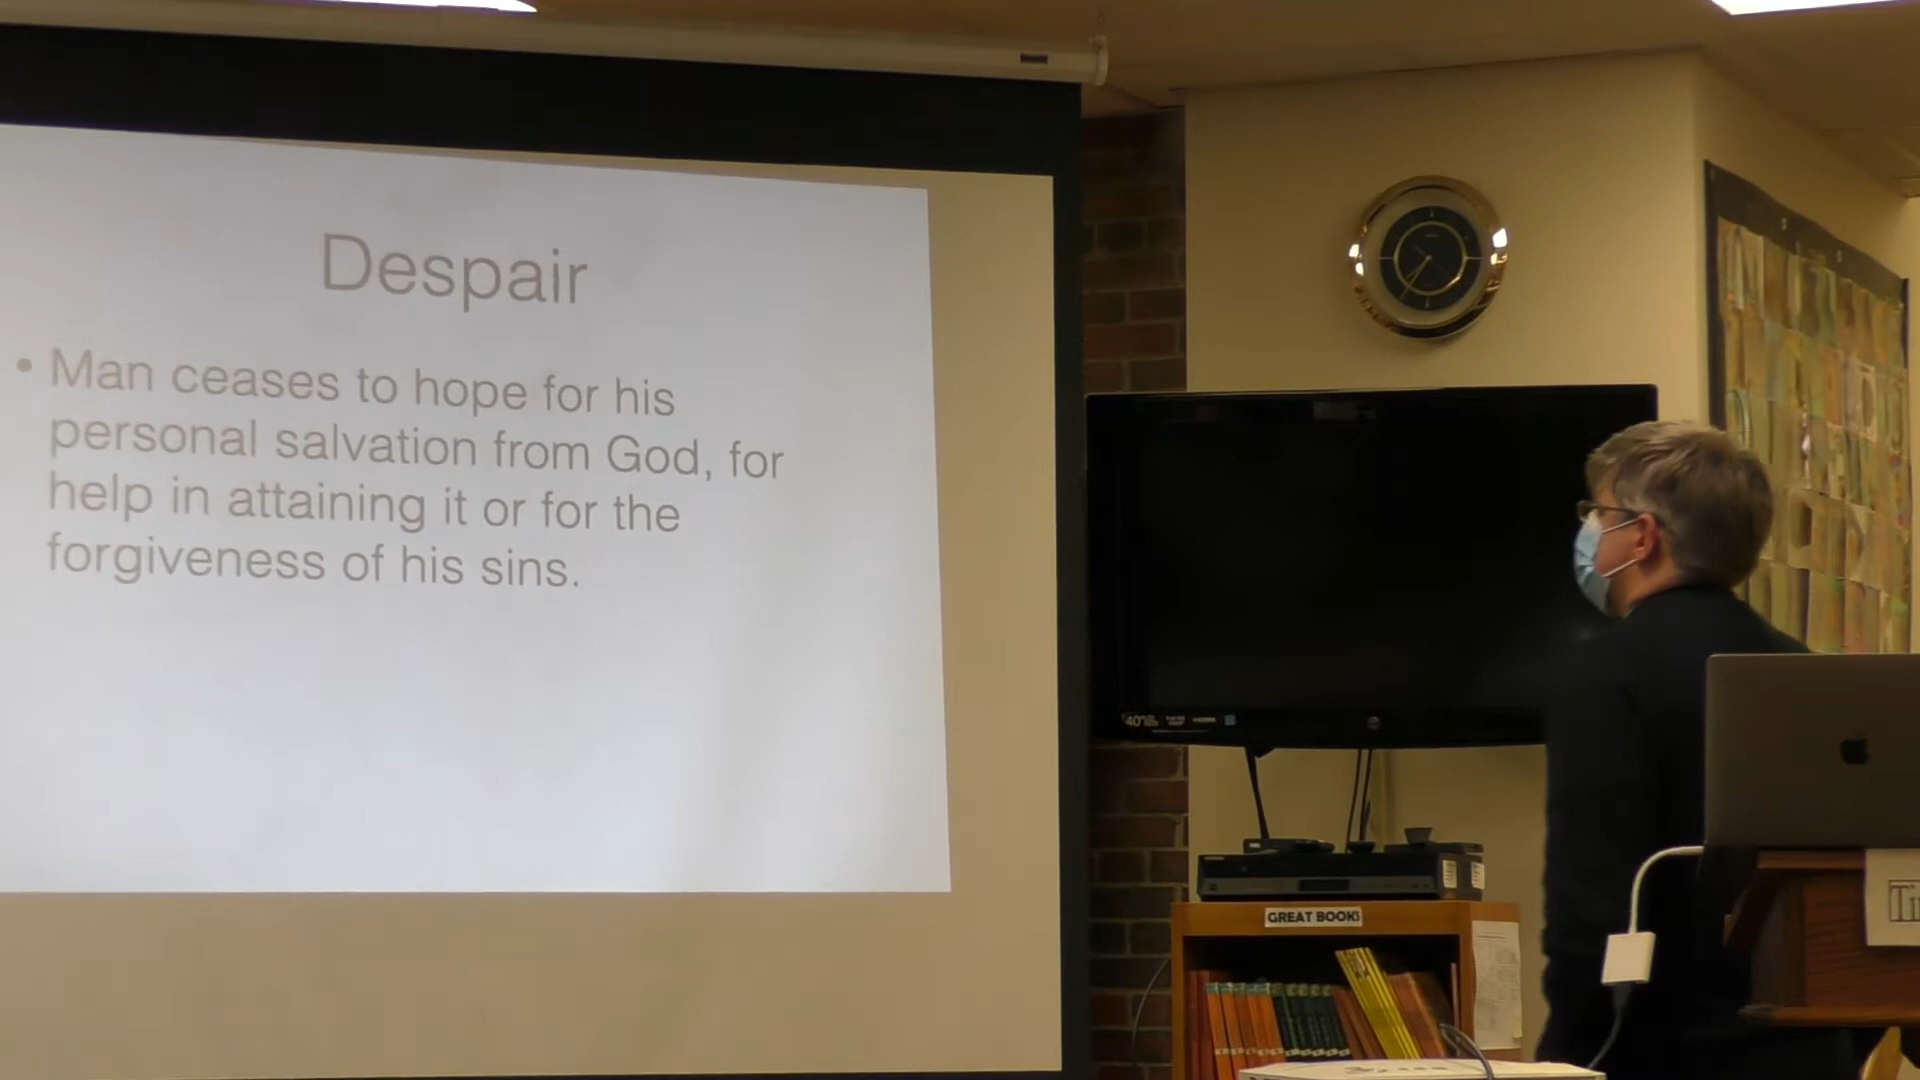 Despair
• Man ceases to hope for his
personal salvation from God, for
help in attaining it or for the
forgiveness of his sins.
GREAT BOOKS